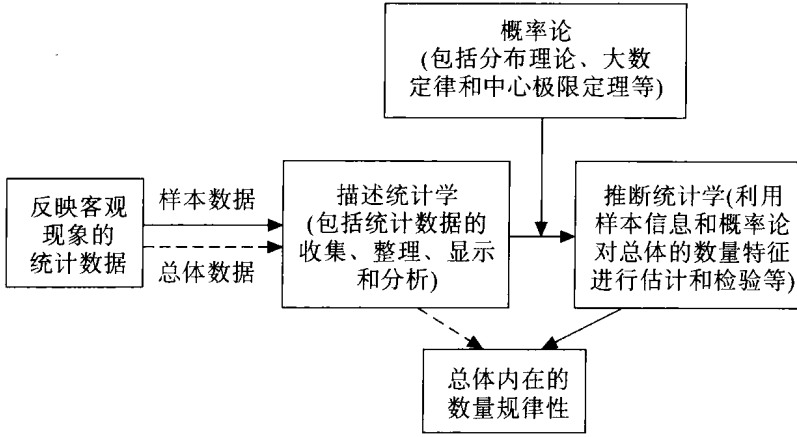 概率论
(包括分布理论、大数
定律和中心极限定理等)
反映客观
现象的
统计数据
样本数据
总体数据
描述统计学
(包括统计数据的
收集、整理、显示
和分析)
推断统计学(利用
样本信息和概率论
对总体的数量特征
进行估计和检验等)
总体内在的
数量规律性